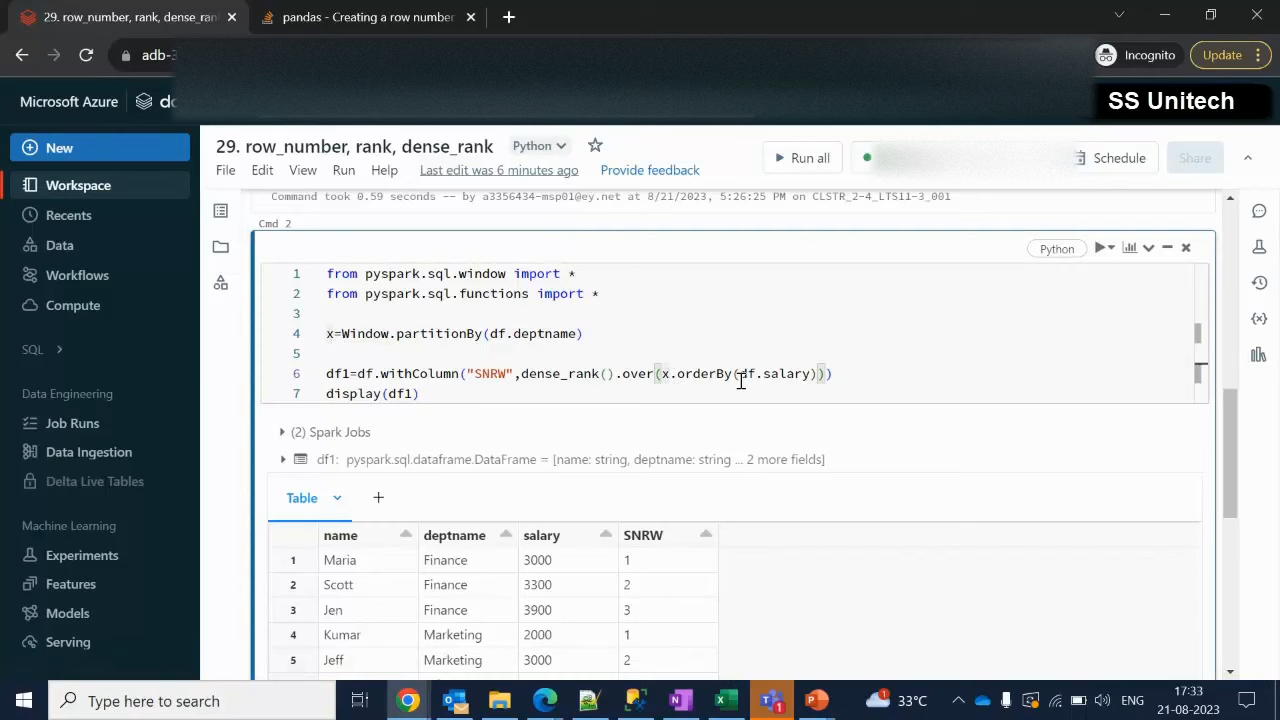 29. row_number, rank, dense_ran
pandas - Creating a row number
adb-3
Incognito
Update
Microsoft Azure
SS Unitech
New
Workspace
Recents
Data
Workflows
Compute
SQL
Data Engineering
Job Runs
Data Ingestion
Delta Live Tables
Machine Learning
Experiments
Features
Models
Serving
29. row_number, rank, dense_rank
Python
Run all
Schedule
Share
File Edit View Run Help Last edit was 6 minutes ago Provide feedback
Command took 0.59 seconds -- by a3356434-msp01@ey.net at 8/21/2023, 5:26:25 PM on CLSTR_2-4_LTS11-3_001
Cmd 2
Python
1 from pyspark.sql.window import *
2 from pyspark.sql.functions import *
3
4 x=Window.partitionBy(df.deptname)
5
6 df1=df.withColumn("SNRW",dense_rank().over(x.orderBy(df.salary)))
7 display(df1)
(2) Spark Jobs
df1: pyspark.sql.dataframe.DataFrame = [name: string, deptname: string ... 2 more fields]
Table +
name deptname salary SNRW
1 Maria Finance 3000 1
2 Scott Finance 3300 2
3 Jen Finance 3900 3
4 Kumar Marketing 2000 1
5 Jeff Marketing 3000 2
Type here to search
33°C
ENG
17:33
21-08-2023